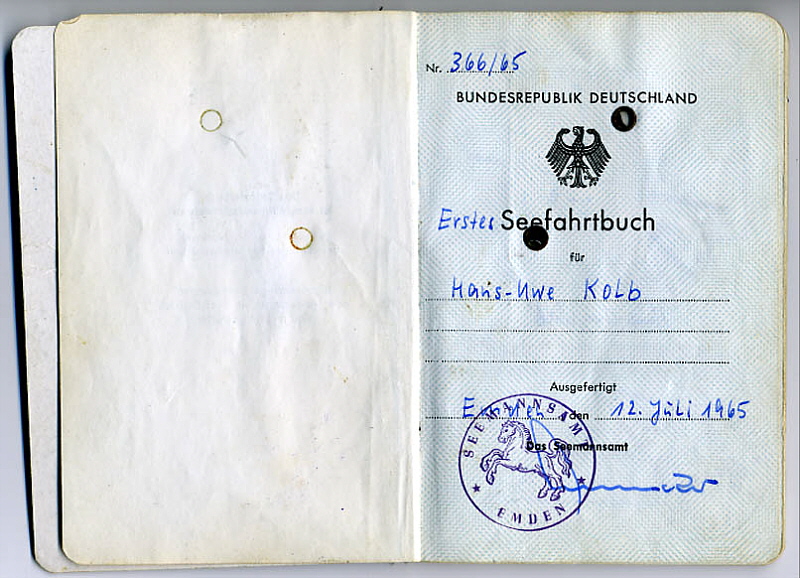 Nr. 366/65
BUNDESREPUBLIK DEUTSCHLAND
Erstes Seefahrtbuch
für
Hans-Uwe Kolb
Ausgefertigt
Emden den 12. Juli 1965
Das Seemannsamt
SEEMANNSAMT
EMDEN